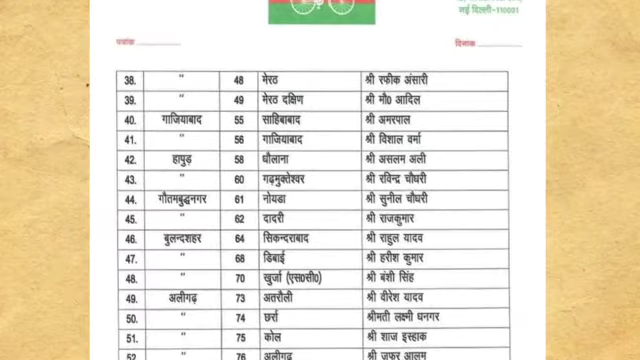 नई दिल्ली-110001
पत्रांक
दिनांक
38. " 48 मेरठ श्री रफीक अंसारी
39. " 49 मेरठ दक्षिण श्री मौ0 आदिल
40. गाजियाबाद 55 साहिबाबाद श्री अमरपाल
41. " 56 गाजियाबाद श्री विशाल वर्मा
42. हापुड़ 58 धौलाना श्री असलम अली
43. " 60 गढ़मुक्तेश्वर श्री रविन्द्र चौधरी
44. गौतमबुद्धनगर 61 नोयडा श्री सुनील चौधरी
45. " 62 दादरी श्री राजकुमार
46. बुलन्दशहर 64 सिकन्दराबाद श्री राहुल यादव
47. " 68 डिबाई श्री हरीश कुमार
48. " 70 खुर्जा (एस0सी0) श्री बंशी सिंह
49. अलीगढ़ 73 अतरौली श्री वीरेश यादव
50. " 74 छर्रा श्रीमती लक्ष्मी धनगर
51. " 75 कोल श्री शाज इस्हाक
52. " 76 अलीगढ़ श्री जफर आलम